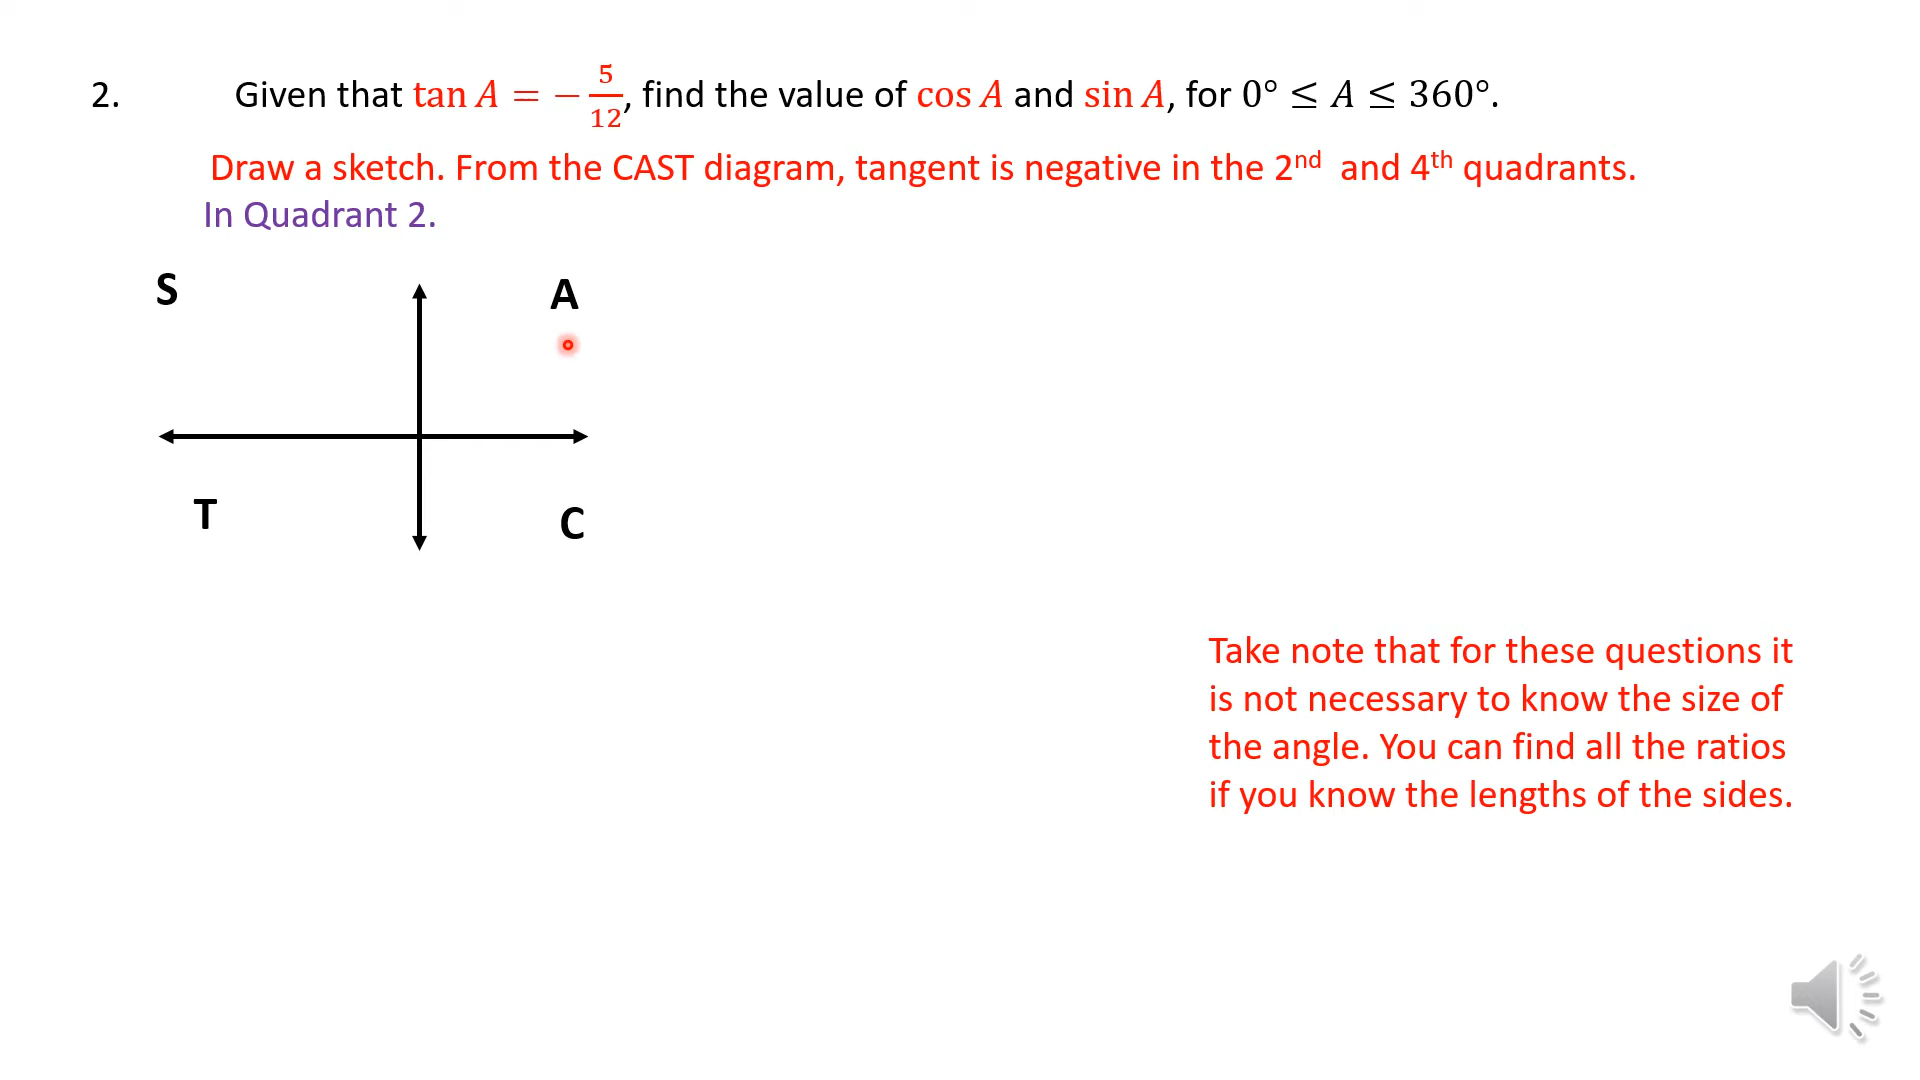 2. Given that tan A = −5/12, find the value of cos A and sin A, for 0° ≤ A ≤ 360°.
Draw a sketch. From the CAST diagram, tangent is negative in the 2nd and 4th quadrants.
In Quadrant 2.
S A
T C
Take note that for these questions it
is not necessary to know the size of
the angle. You can find all the ratios
if you know the lengths of the sides.